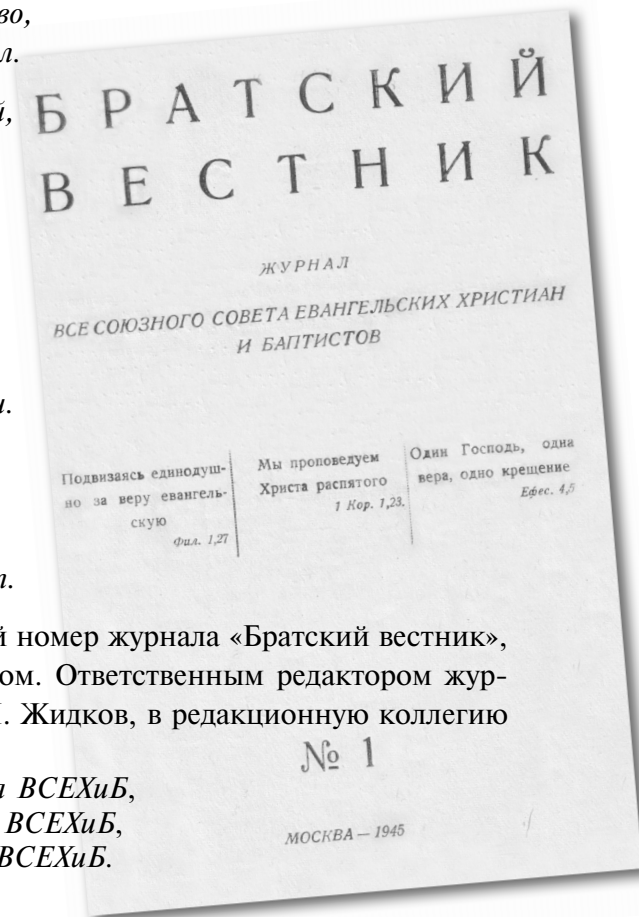 во,
л.
й,
БРАТСКИЙ
ВЕСТНИК
ЖУРНАЛ
ВСЕСОЮЗНОГО СОВЕТА ЕВАНГЕЛЬСКИХ ХРИСТИАН
И БАПТИСТОВ
и.
Подвизаясь единодуш-
но за веру евангель-
скую
Фил. 1,27
Мы проповедуем
Христа распятого
1 Кор. 1,23.
Один Господь, одна
вера, одно крещение
Ефес. 4,5
т.
й номер журнала «Братский вестник»,
ом. Ответственным редактором жур-
Жидков, в редакционную коллегию
№ 1
ВСЕХиБ,
ВСЕХиБ,
ВСЕХиБ.
МОСКВА — 1945